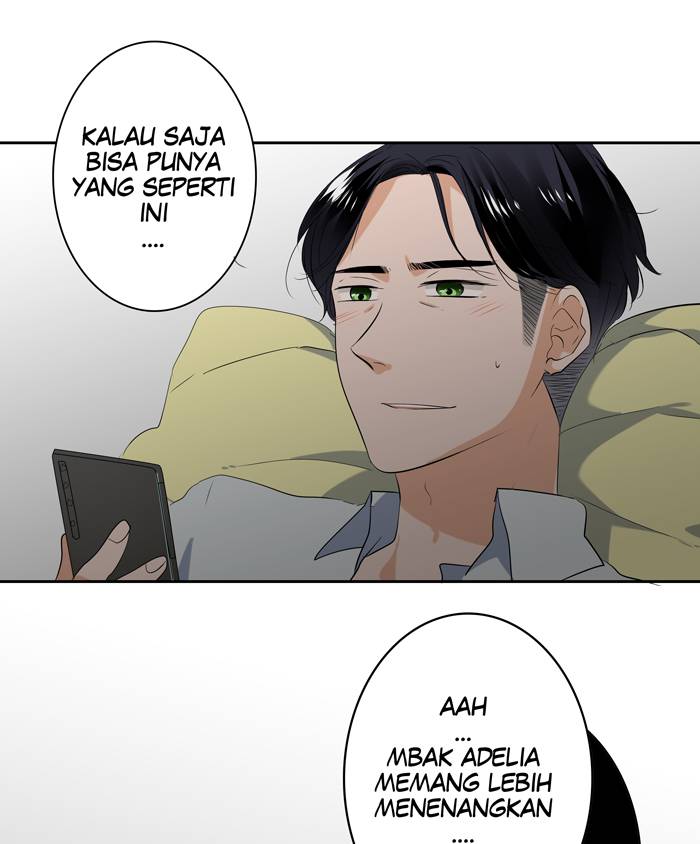 KALAU SAJA
BISA PUNYA
YANG SEPERTI
INI
....
AAH
...
MBAK ADELIA
MEMANG LEBIH
MENENANGKAN
....